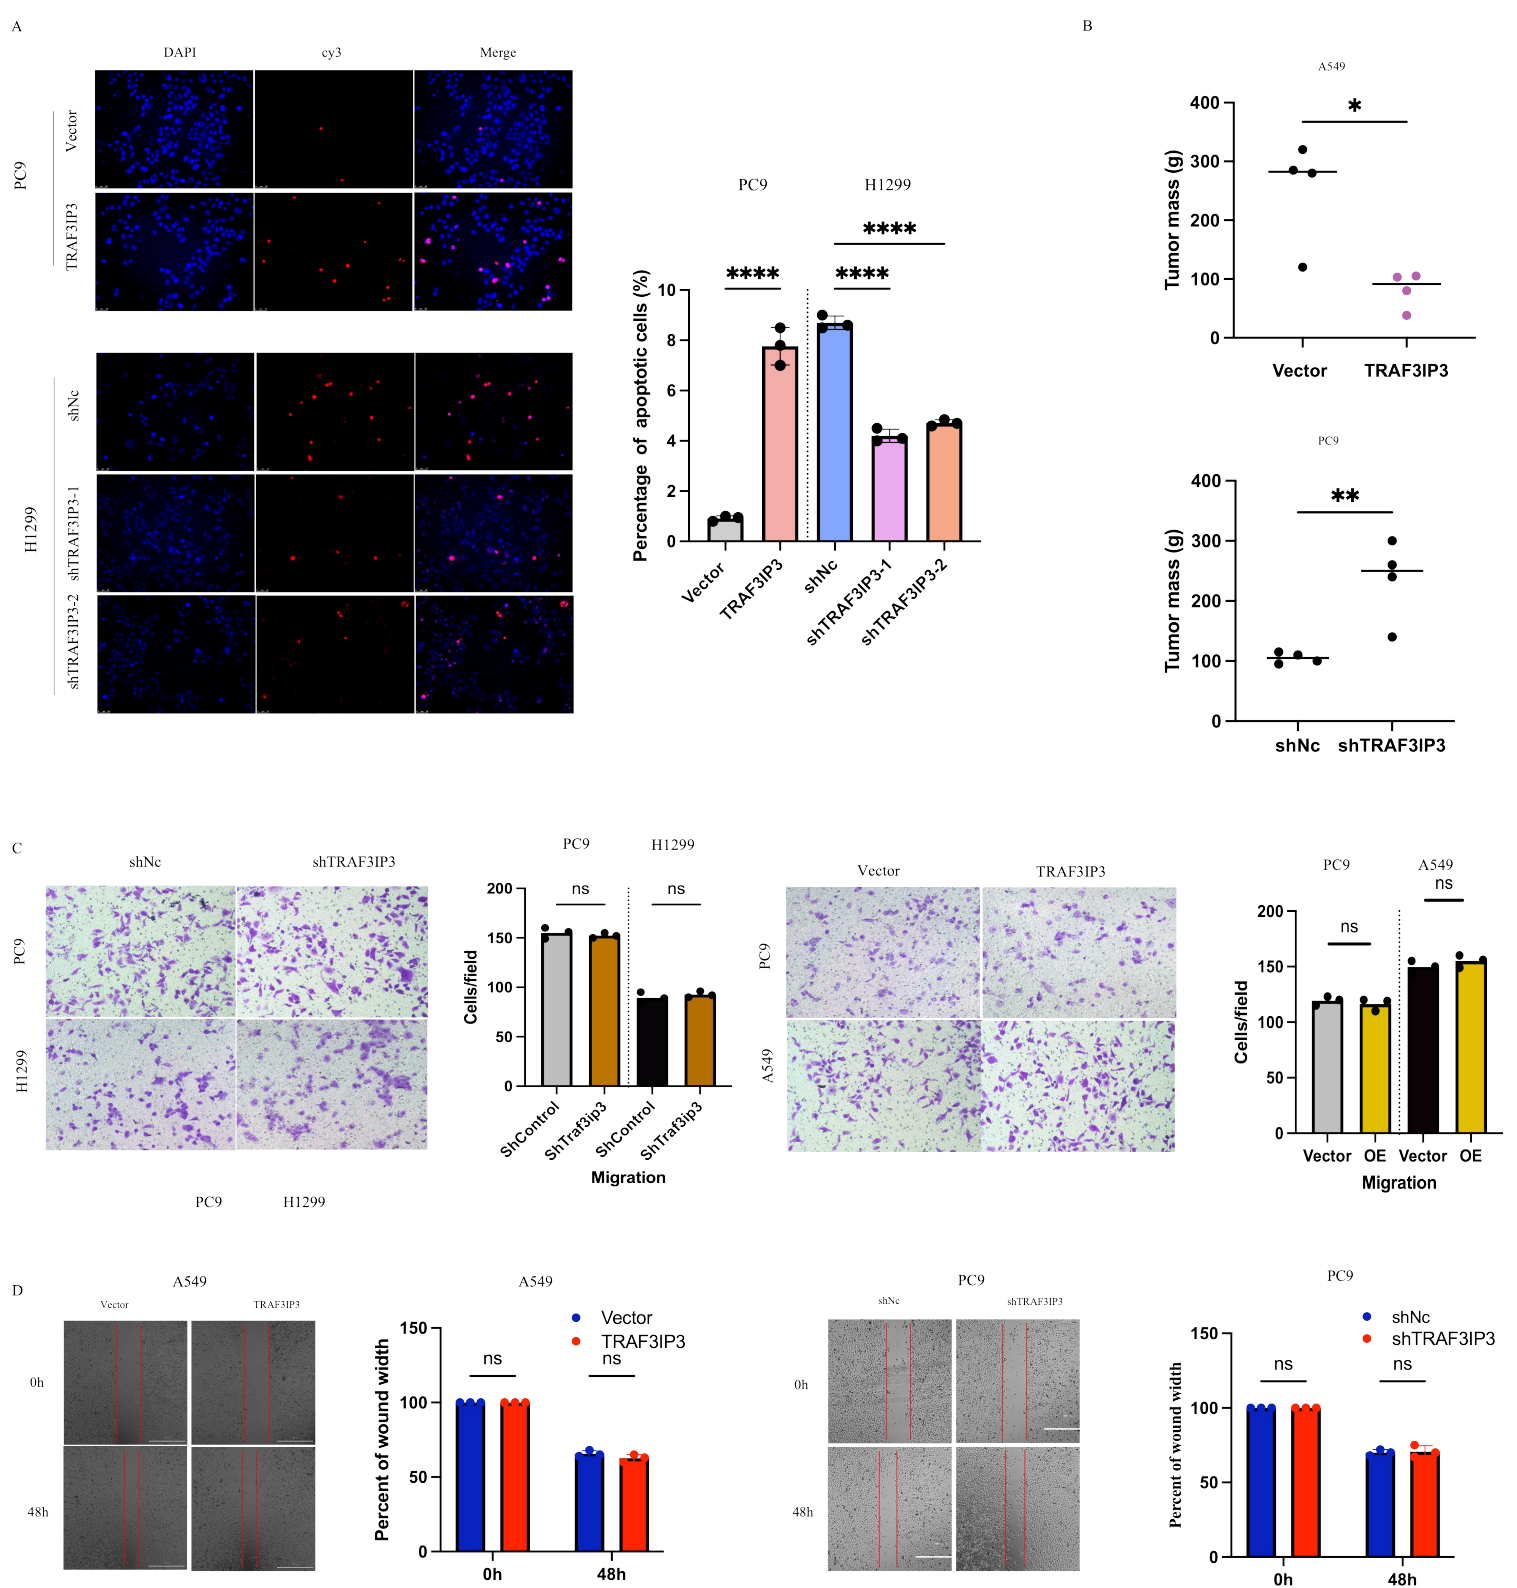 A
DAPI cy3 Merge
PC9
Vector
TRAF3IP3
H1299
shNc
shTRAF3IP3-1
shTRAF3IP3-2
PC9 H1299
****
**** ****
Percentage of apoptotic cells (%)
10
8
6
4
2
0
Vector TRAF3IP3 shNc shTRAF3IP3-1 shTRAF3IP3-2
B
A549
*
Tumor mass (g)
400
300
200
100
0
Vector TRAF3IP3
PC9
**
Tumor mass (g)
400
300
200
100
0
shNc shTRAF3IP3
C
shNc shTRAF3IP3
PC9
H1299
PC9 H1299
ns ns
Cells/field
200
150
100
50
0
ShControl ShTraf3ip3 ShControl ShTraf3ip3
Migration
Vector TRAF3IP3
PC9
A549
PC9 A549
ns
ns
Cells/field
200
150
100
50
0
Vector OE Vector OE
Migration
PC9 H1299
D
A549
Vector TRAF3IP3
0h
48h
A549
Vector
TRAF3IP3
ns ns
Percent of wound width
150
100
50
0
0h 48h
PC9
shNc shTRAF3IP3
0h
48h
PC9
shNc
shTRAF3IP3
ns ns
Percent of wound width
150
100
50
0
0h 48h